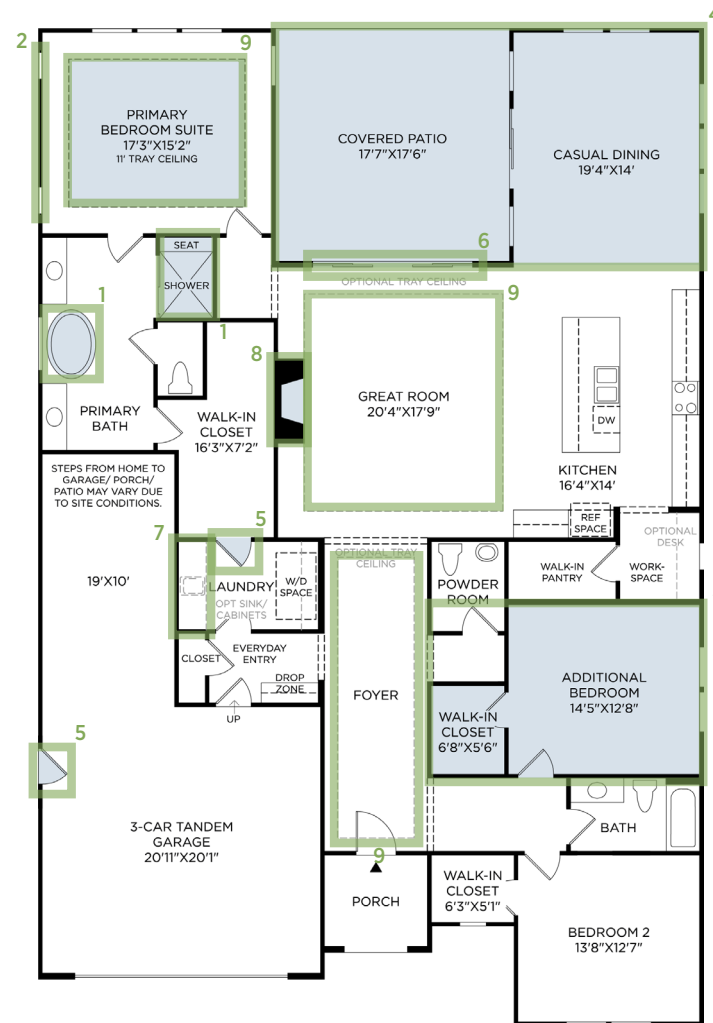 4
2
9
PRIMARY
BEDROOM SUITE
17'3"X15'2"
11' TRAY CEILING
COVERED PATIO
17'7"X17'6"
CASUAL DINING
19'4"X14'
SEAT
SHOWER
6
OPTIONAL TRAY CEILING
1
9
1
8
GREAT ROOM
20'4"X17'9"
PRIMARY
BATH
WALK-IN
CLOSET
16'3"X7'2"
DW
KITCHEN
16'4"X14'
STEPS FROM HOME TO
GARAGE/ PORCH/
PATIO MAY VARY DUE
TO SITE CONDITIONS.
REF
SPACE
OPTIONAL
DESK
7
5
OPTIONAL TRAY
CEILING
19'X10'
LAUNDRY
W/D
SPACE
OPT SINK/
CABINETS
POWDER
ROOM
WALK-IN
PANTRY
WORK-
SPACE
CLOSET
EVERYDAY
ENTRY
DROP
ZONE
UP
FOYER
ADDITIONAL
BEDROOM
14'5"X12'8"
WALK-IN
CLOSET
6'8"X5'6"
5
3-CAR TANDEM
GARAGE
20'11"X20'1"
BATH
9
PORCH
WALK-IN
CLOSET
6'3"X5'1"
BEDROOM 2
13'8"X12'7"